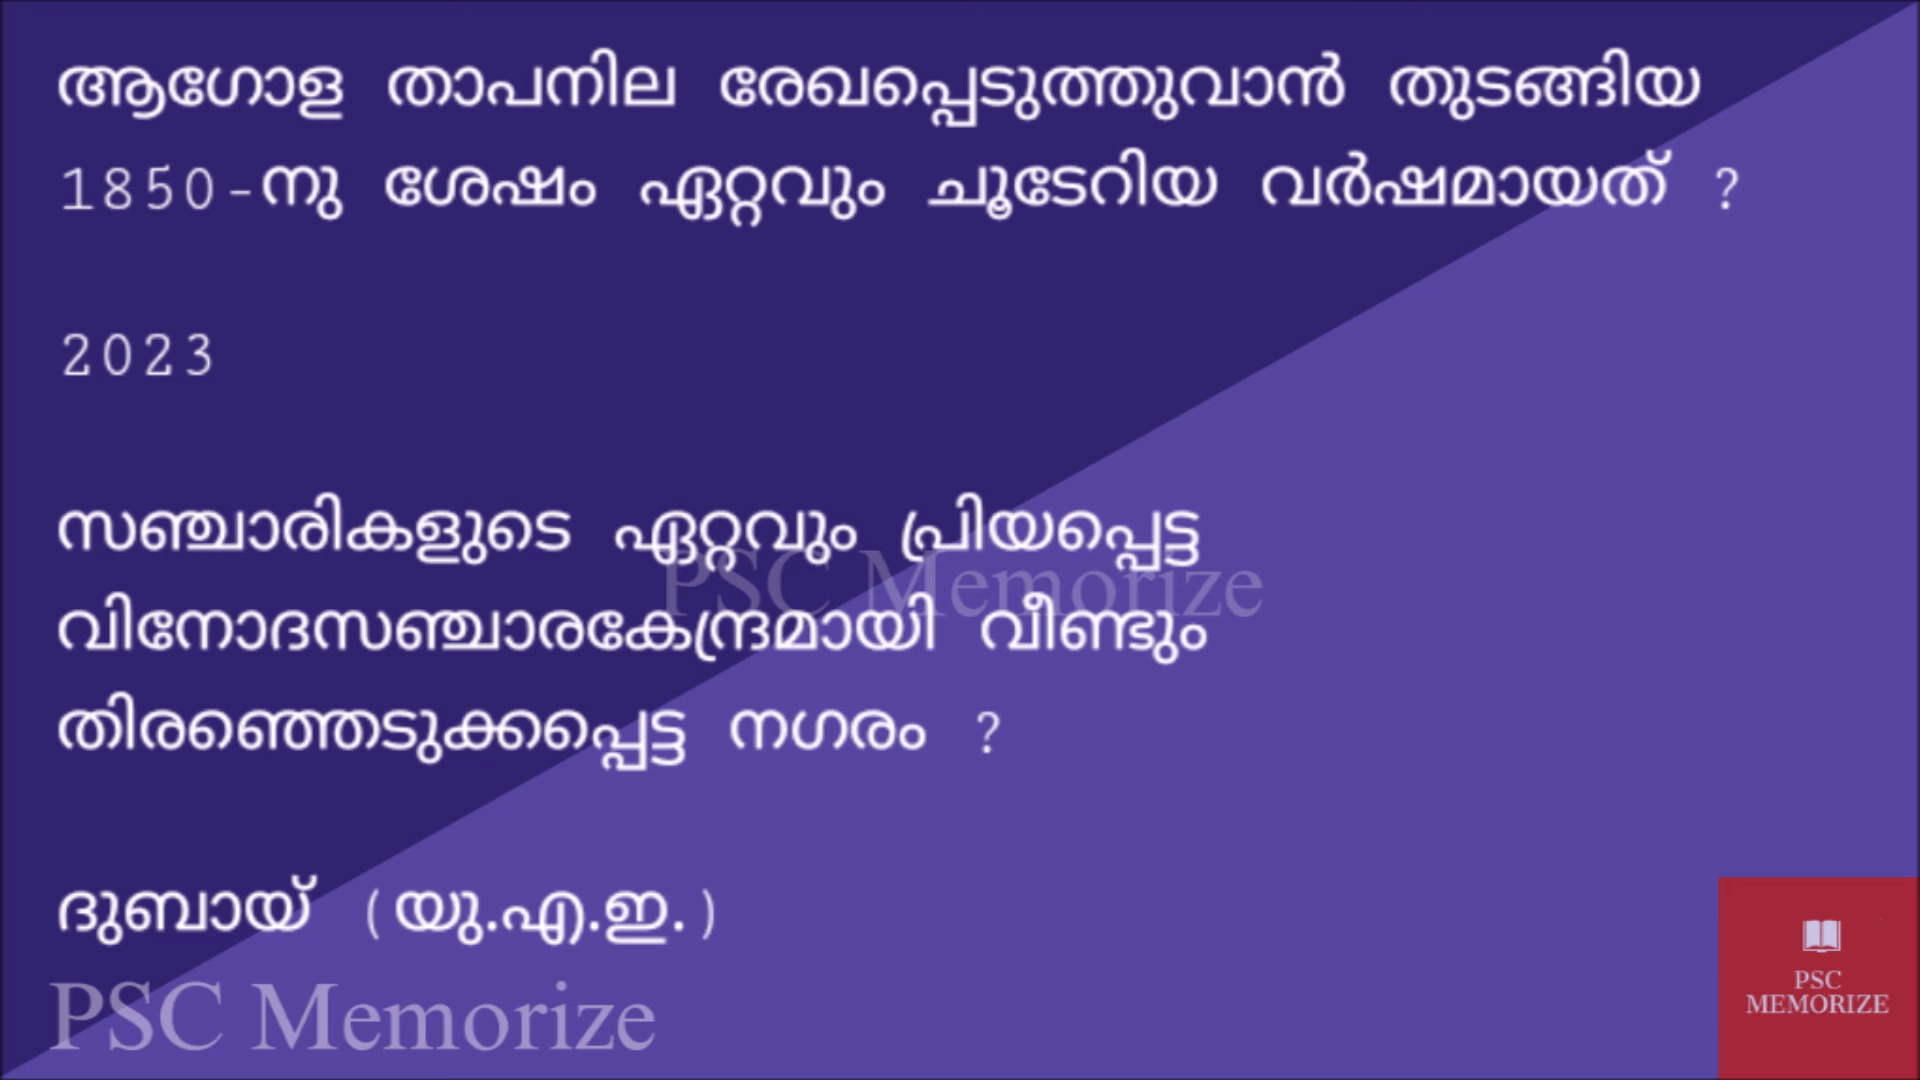 ആഗോള താപനില രേഖപ്പെടുത്തുവാൻ തുടങ്ങിയ
1850-നു ശേഷം ഏറ്റവും ചൂടേറിയ വർഷമായത് ?
2023
സഞ്ചാരികളുടെ ഏറ്റവും പ്രിയപ്പെട്ട
PSC Memorize
വിനോദസഞ്ചാരകേന്ദ്രമായി വീണ്ടും
തിരഞ്ഞെടുക്കപ്പെട്ട നഗരം ?
ദുബായ് (യു.എ.ഇ.)
PSC Memorize
PSC
MEMORIZE